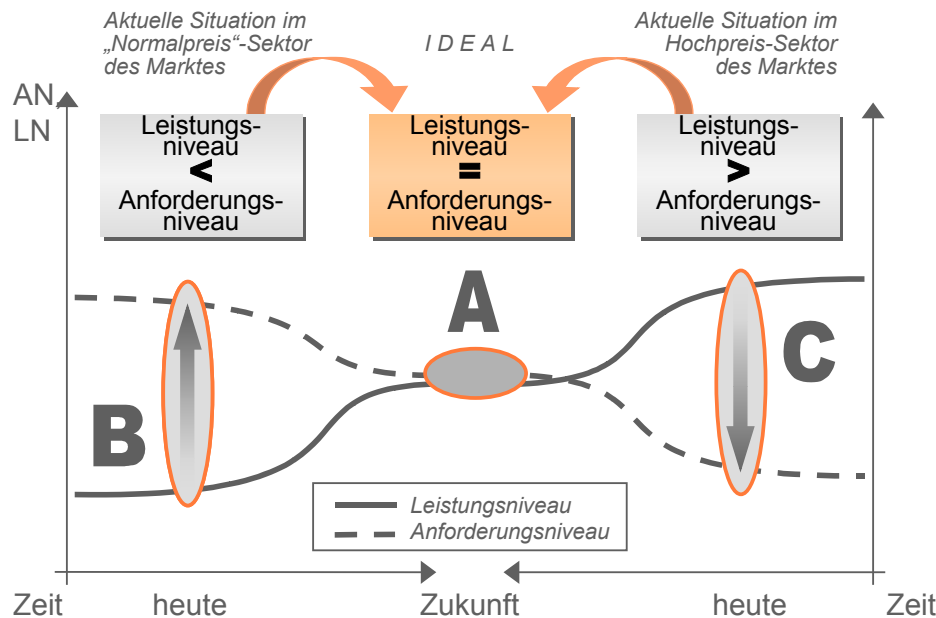 Aktuelle Situation im
„Normalpreis“-Sektor
des Marktes
I D E A L
Aktuelle Situation im
Hochpreis-Sektor
des Marktes
AN,
LN
Leistungs-
niveau
<
Anforderungs-
niveau
Leistungs-
niveau
=
Anforderungs-
niveau
Leistungs-
niveau
>
Anforderungs-
niveau
A
B
C
Leistungsniveau
Anforderungsniveau
Zeit
heute
Zukunft
heute
Zeit